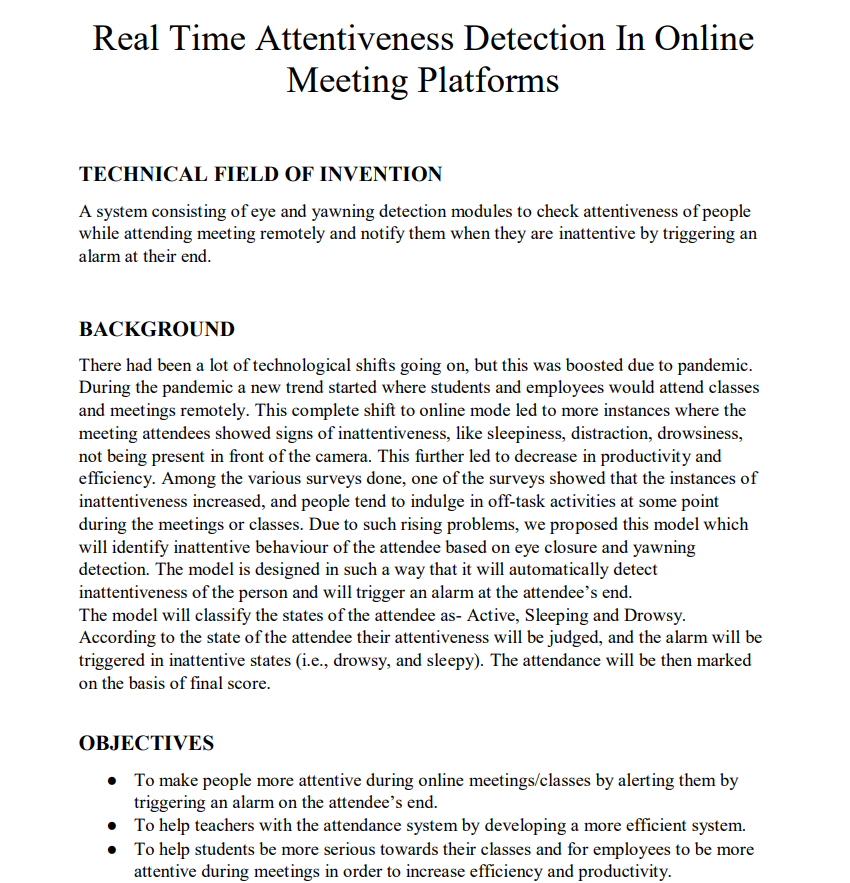 Real Time Attentiveness Detection In Online
Meeting Platforms
TECHNICAL FIELD OF INVENTION
A system consisting of eye and yawning detection modules to check attentiveness of people
while attending meeting remotely and notify them when they are inattentive by triggering an
alarm at their end.
BACKGROUND
There had been a lot of technological shifts going on, but this was boosted due to pandemic.
During the pandemic a new trend started where students and employees would attend classes
and meetings remotely. This complete shift to online mode led to more instances where the
meeting attendees showed signs of inattentiveness, like sleepiness, distraction, drowsiness,
not being present in front of the camera. This further led to decrease in productivity and
efficiency. Among the various surveys done, one of the surveys showed that the instances of
inattentiveness increased, and people tend to indulge in off-task activities at some point
during the meetings or classes. Due to such rising problems, we proposed this model which
will identify inattentive behaviour of the attendee based on eye closure and yawning
detection. The model is designed in such a way that it will automatically detect
inattentiveness of the person and will trigger an alarm at the attendee’s end.
The model will classify the states of the attendee as- Active, Sleeping and Drowsy.
According to the state of the attendee their attentiveness will be judged, and the alarm will be
triggered in inattentive states (i.e., drowsy, and sleepy). The attendance will be then marked
on the basis of final score.
OBJECTIVES
● To make people more attentive during online meetings/classes by alerting them by
triggering an alarm on the attendee’s end.
● To help teachers with the attendance system by developing a more efficient system.
● To help students be more serious towards their classes and for employees to be more
attentive during meetings in order to increase efficiency and productivity.